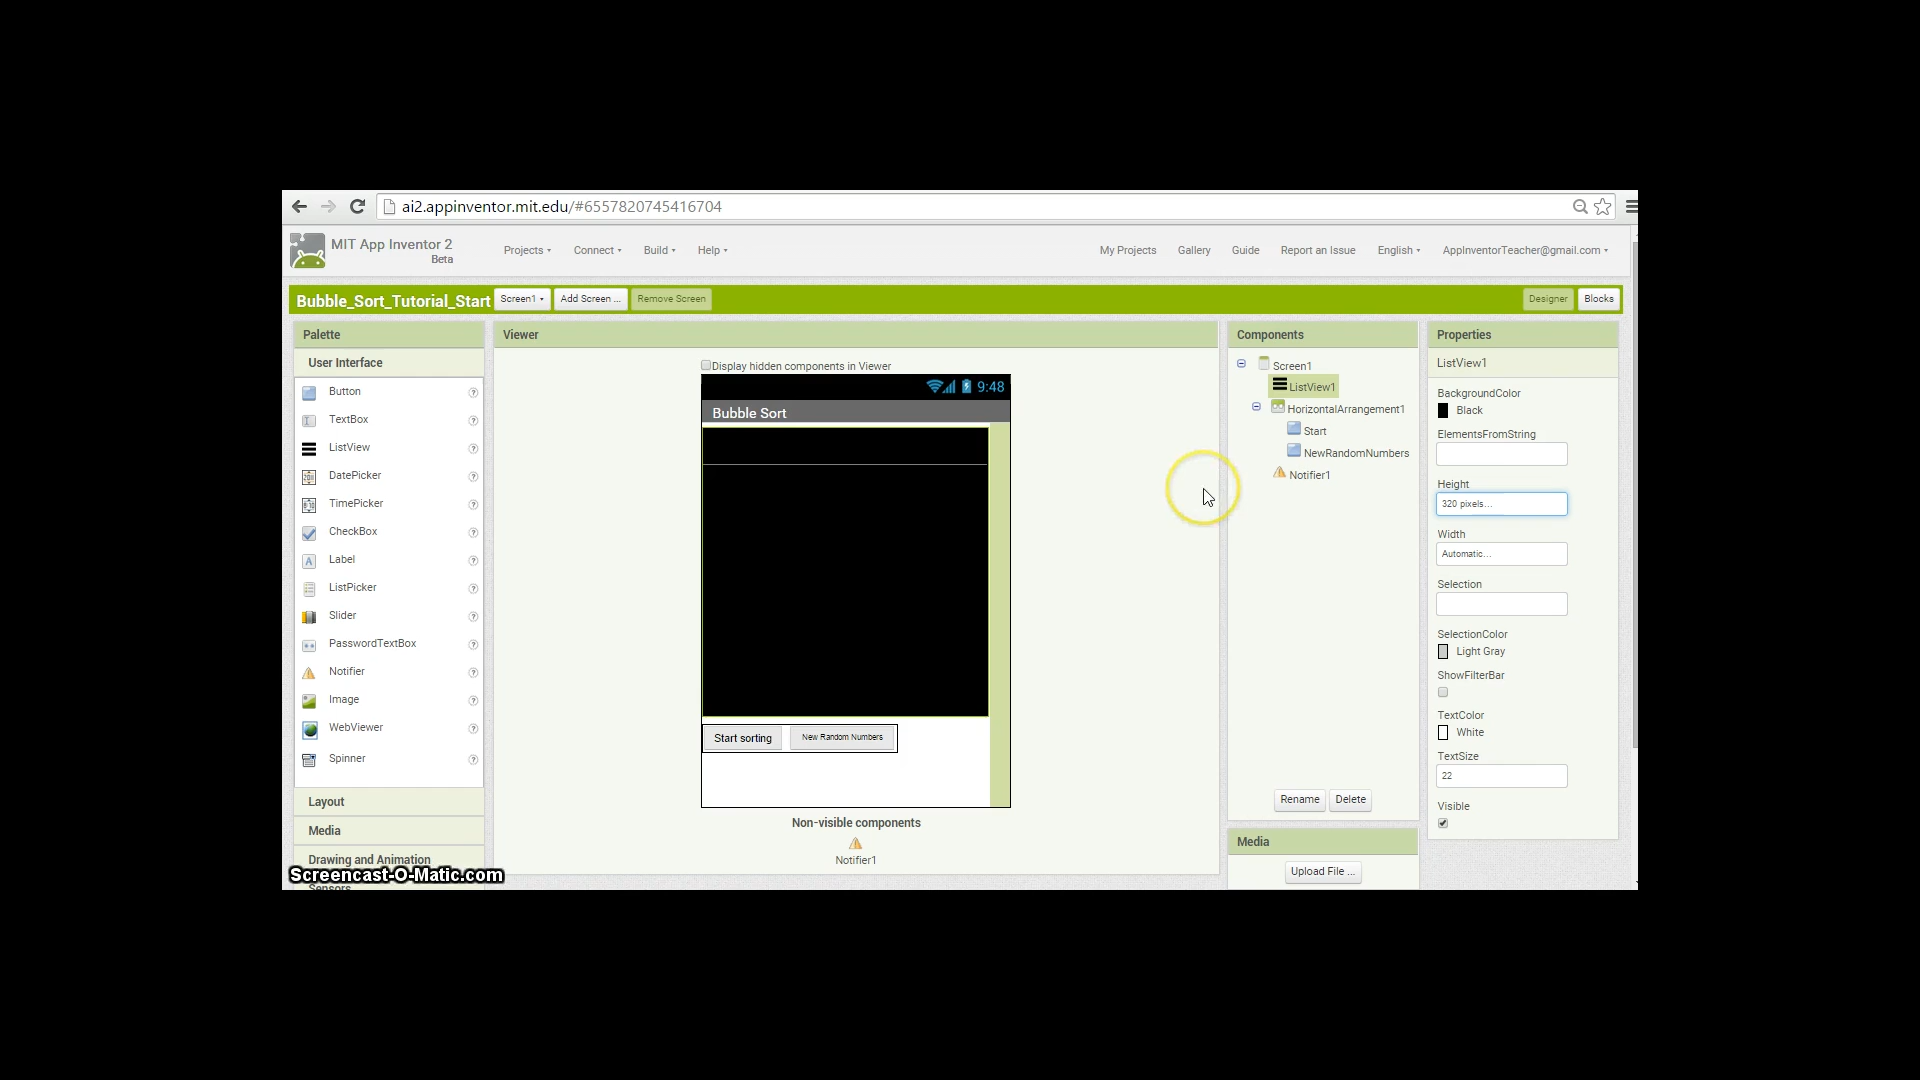 ai2.appinventor.mit.edu/#6557820745416704
MIT App Inventor 2
Beta
Projects
Connect
Build
Help
My Projects
Gallery
Guide
Report an Issue
English
AppInventorTeacher@gmail.com
Bubble_Sort_Tutorial_Start
Screen1
Add Screen ...
Remove Screen
Designer
Blocks
Palette
User Interface
Button
TextBox
ListView
DatePicker
TimePicker
CheckBox
Label
ListPicker
Slider
PasswordTextBox
Notifier
Image
WebViewer
Spinner
Layout
Media
Drawing and Animation
Sensors
Screencast-O-Matic.com
Viewer
Display hidden components in Viewer
9:48
Bubble Sort
Start sorting
New Random Numbers
Non-visible components
Notifier1
Components
Screen1
ListView1
HorizontalArrangement1
Start
NewRandomNumbers
Notifier1
Rename
Delete
Media
Upload File ...
Properties
ListView1
BackgroundColor
Black
ElementsFromString
Height
320 pixels...
Width
Automatic...
Selection
SelectionColor
Light Gray
ShowFilterBar
TextColor
White
TextSize
22
Visible